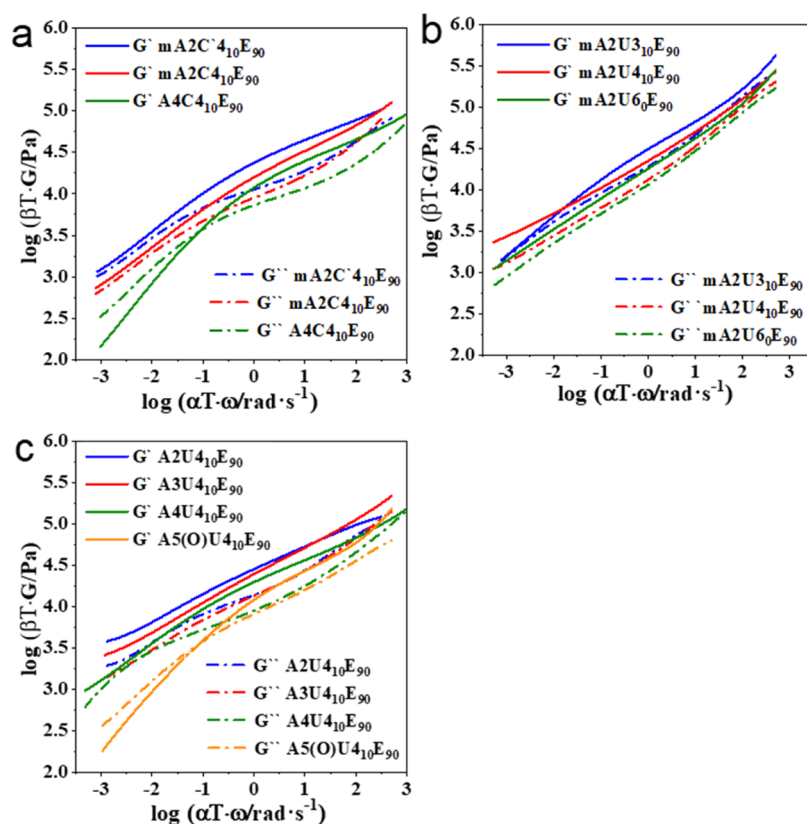 a
G` mA2C`4₁₀E₉₀
G` mA2C4₁₀E₉₀
G` A4C4₁₀E₉₀
log (βT·G/Pa)
6.0
5.5
5.0
4.5
4.0
3.5
3.0
2.5
2.0
G`` mA2C`4₁₀E₉₀
G`` mA2C4₁₀E₉₀
G`` A4C4₁₀E₉₀
-3 -2 -1 0 1 2 3
log (αT·ω/rad·s⁻¹)
b
G` mA2U3₁₀E₉₀
G` mA2U4₁₀E₉₀
G` mA2U6₀E₉₀
log (βT·G/Pa)
6.0
5.5
5.0
4.5
4.0
3.5
3.0
2.5
2.0
G`` mA2U3₁₀E₉₀
G`` mA2U4₁₀E₉₀
G`` mA2U6₀E₉₀
-3 -2 -1 0 1 2 3
log (αT·ω/rad·s⁻¹)
c
G` A2U4₁₀E₉₀
G` A3U4₁₀E₉₀
G` A4U4₁₀E₉₀
G` A5(O)U4₁₀E₉₀
log (βT·G/Pa)
6.0
5.5
5.0
4.5
4.0
3.5
3.0
2.5
2.0
G`` A2U4₁₀E₉₀
G`` A3U4₁₀E₉₀
G`` A4U4₁₀E₉₀
G`` A5(O)U4₁₀E₉₀
-3 -2 -1 0 1 2 3
log (αT·ω/rad·s⁻¹)